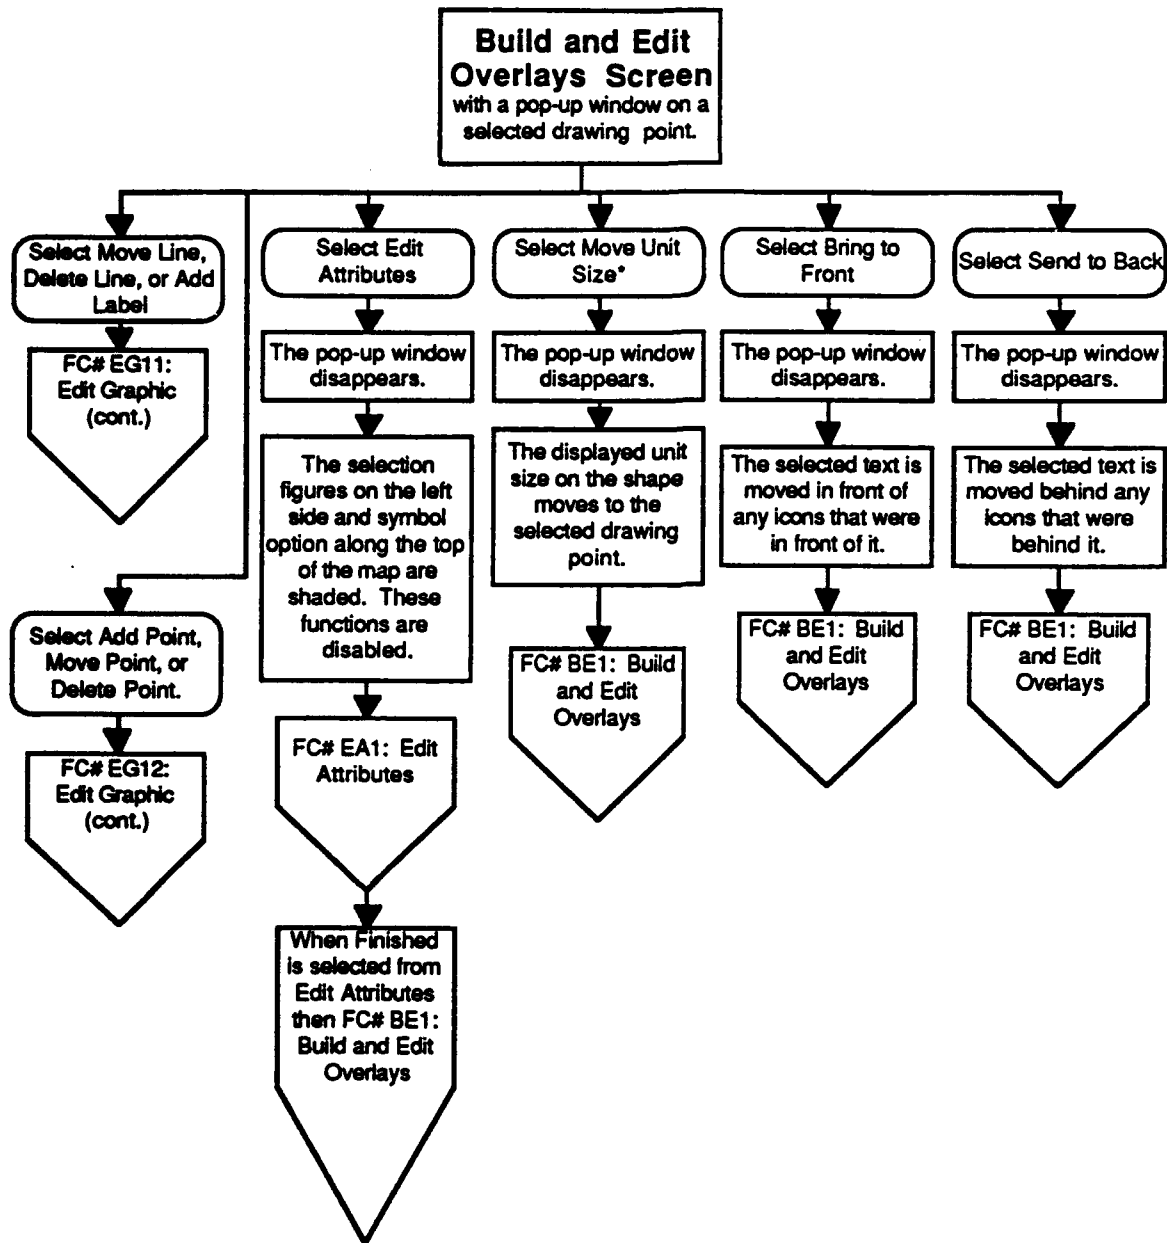 Build and Edit
Overlays Screen
with a pop-up window on a
selected drawing point.
Select Move Line,
Delete Line, or Add
Label
FC# EG11:
Edit Graphic
(cont.)
Select Add Point,
Move Point, or
Delete Point.
FC# EG12:
Edit Graphic
(cont.)
Select Edit
Attributes
The pop-up window
disappears.
The selection
figures on the left
side and symbol
option along the top
of the map are
shaded. These
functions are
disabled.
FC# EA1: Edit
Attributes
When Finished
is selected from
Edit Attributes
then FC# BE1:
Build and Edit
Overlays
Select Move Unit
Size*
The pop-up window
disappears.
The displayed unit
size on the shape
moves to the
selected drawing
point.
FC# BE1: Build
and Edit
Overlays
Select Bring to
Front
The pop-up window
disappears.
The selected text is
moved in front of
any icons that were
in front of it.
FC# BE1: Build
and Edit
Overlays
Select Send to Back
The pop-up window
disappears.
The selected text is
moved behind any
icons that were
behind it.
FC# BE1: Build
and Edit
Overlays